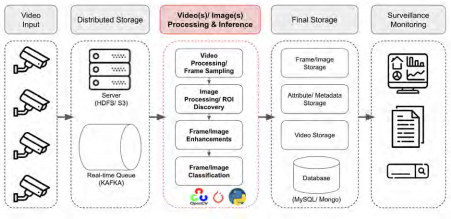 Video
Input
Distributed Storage
Video(s)/ Image(s)
Processing & Inference
Final Storage
Surveillance
Monitoring
Server
(HDFS/ S3)
Real-time Queue
(KAFKA)
Video
Processing/
Frame Sampling
Image
Processing/ ROI
Discovery
Frame/Image
Enhancements
Frame/Image
Classification
OpenCV
Frame/Image
Storage
Attribute/ Metadata
Storage
Video Storage
Database
(MySQL/ Mongo)